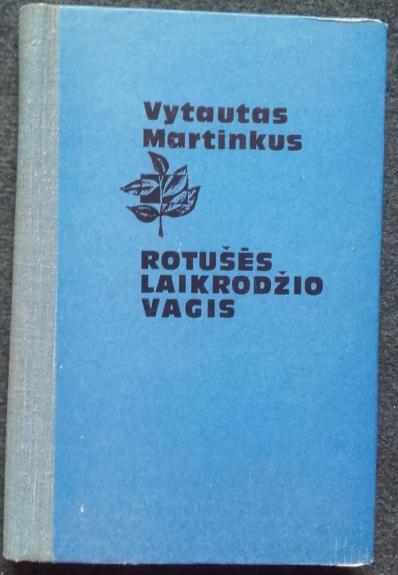 Vytautas
Martinkus
ROTUŠĖS
LAIKRODŽIO
VAGIS